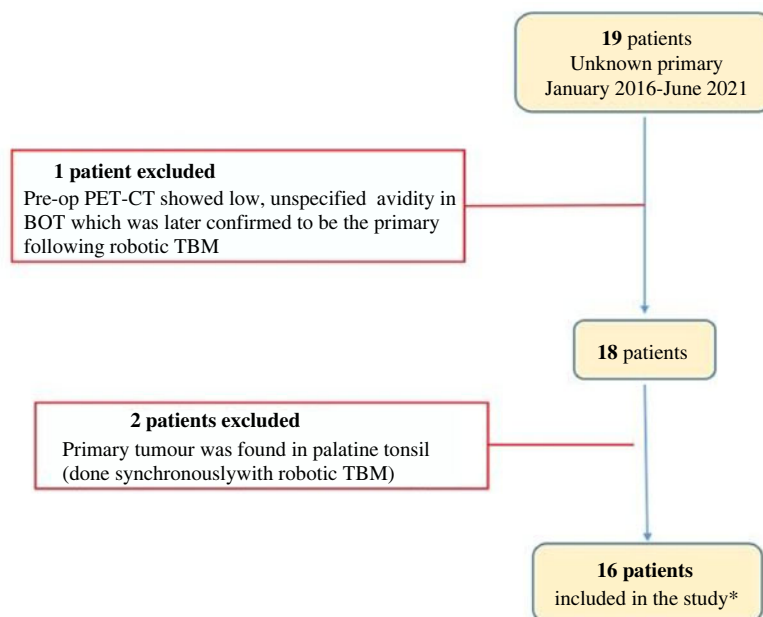 19 patients
Unknown primary
January 2016-June 2021
1 patient excluded
Pre-op PET-CT showed low, unspecified avidity in
BOT which was later confirmed to be the primary
following robotic TBM
18 patients
2 patients excluded
Primary tumour was found in palatine tonsil
(done synchronouslywith robotic TBM)
16 patients
included in the study*